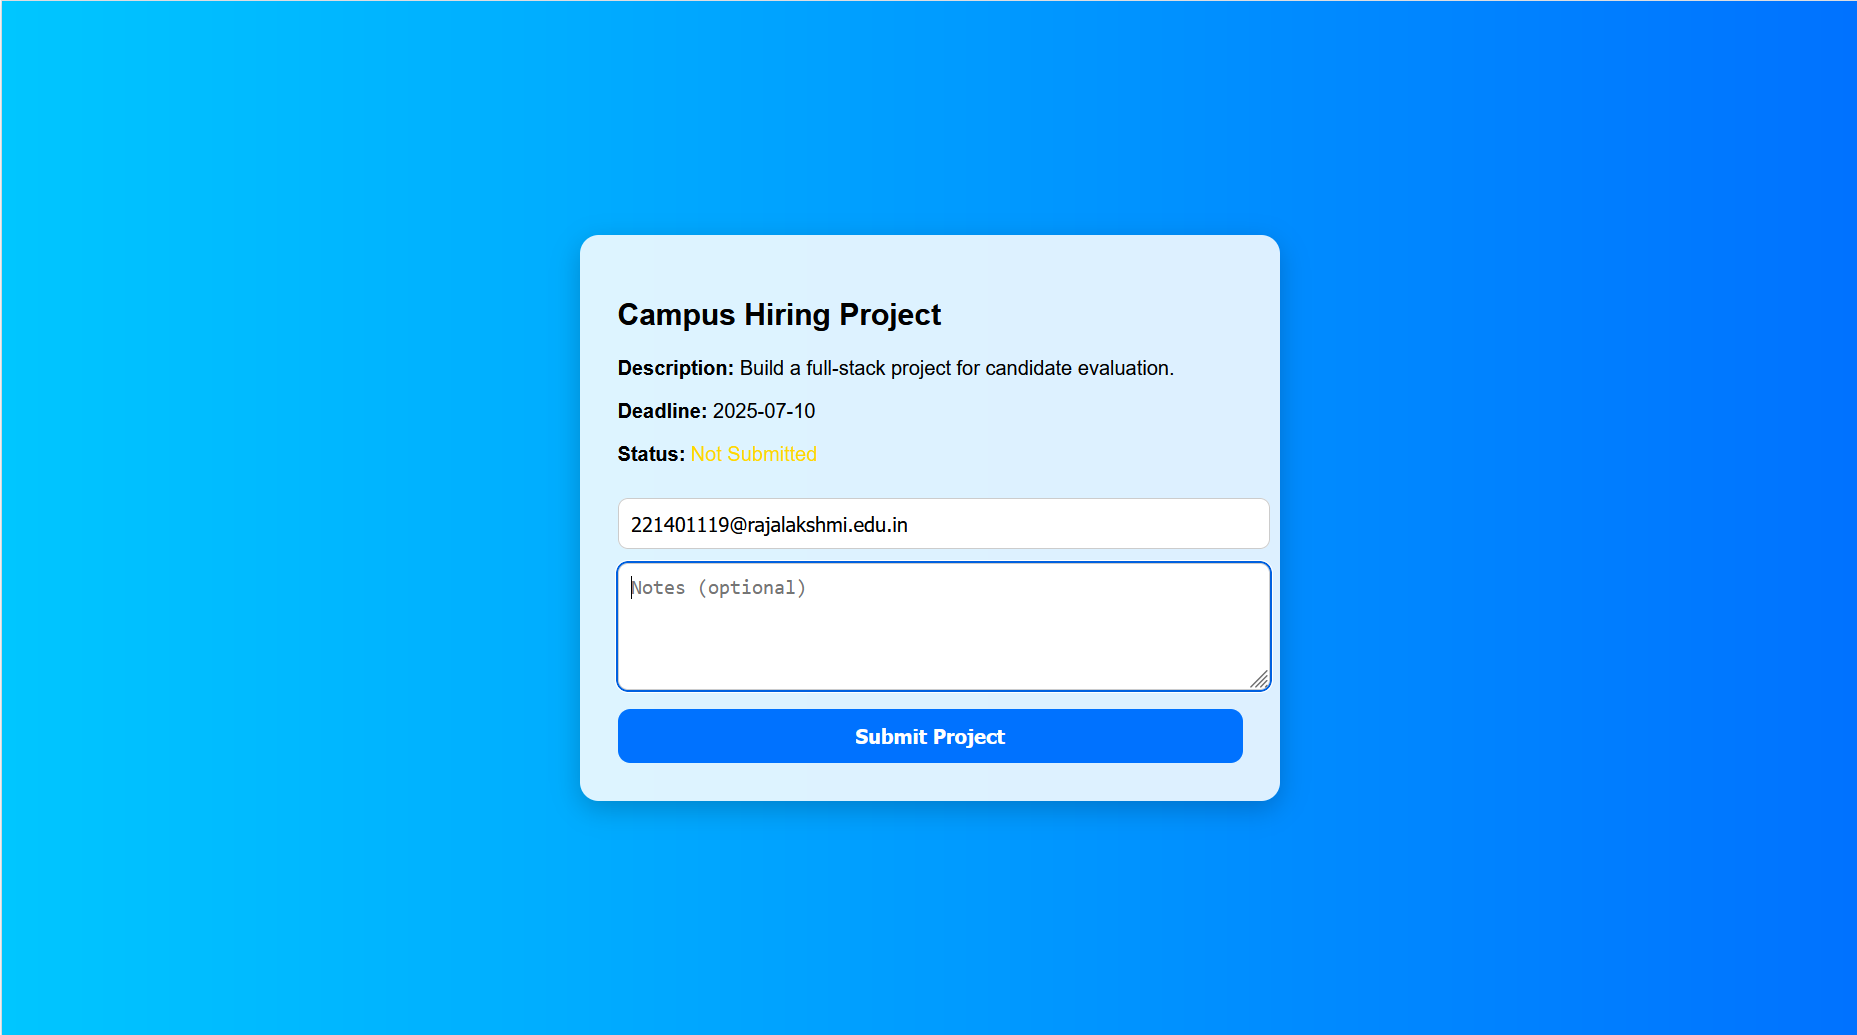 Campus Hiring Project
Description: Build a full-stack project for candidate evaluation.
Deadline: 2025-07-10
Status: Not Submitted
221401119@rajalakshmi.edu.in
Notes (optional)
Submit Project